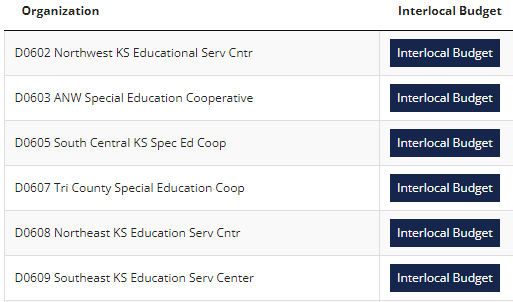 Organization Interlocal Budget
D0602 Northwest KS Educational Serv Cntr Interlocal Budget
D0603 ANW Special Education Cooperative Interlocal Budget
D0605 South Central KS Spec Ed Coop Interlocal Budget
D0607 Tri County Special Education Coop Interlocal Budget
D0608 Northeast KS Education Serv Cntr Interlocal Budget
D0609 Southeast KS Education Serv Center Interlocal Budget